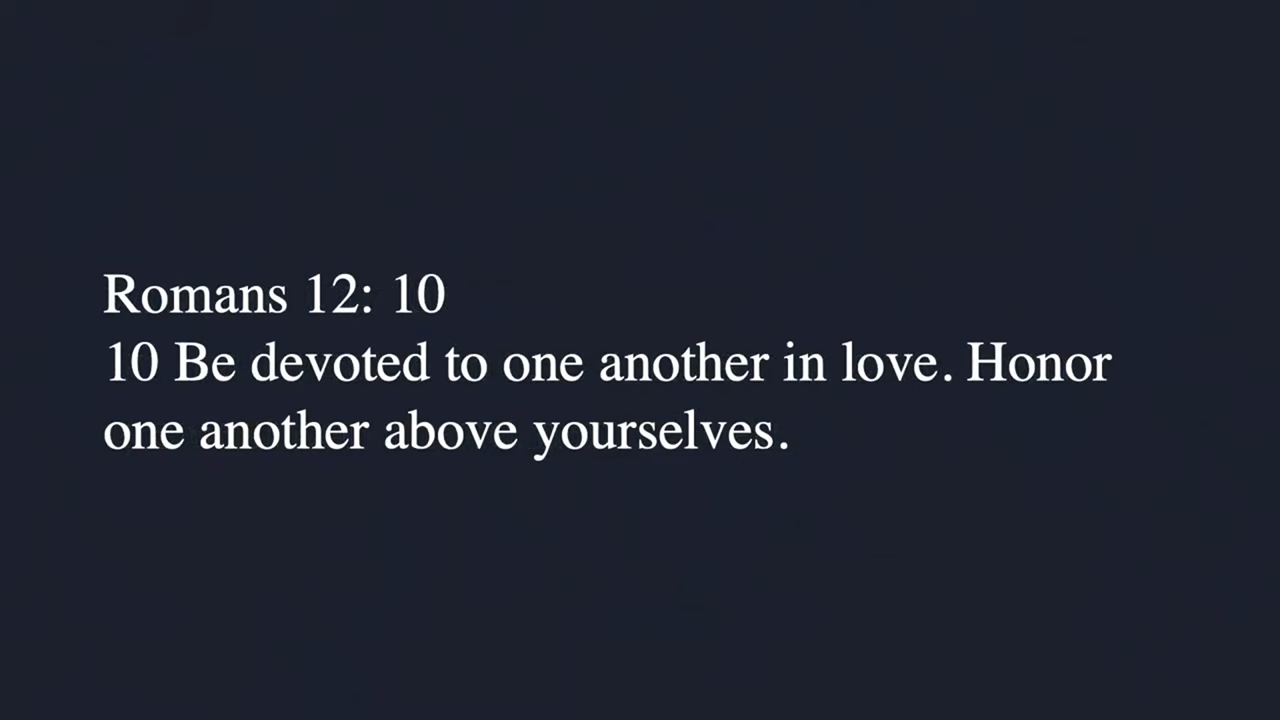 Romans 12: 10
10 Be devoted to one another in love. Honor
one another above yourselves.